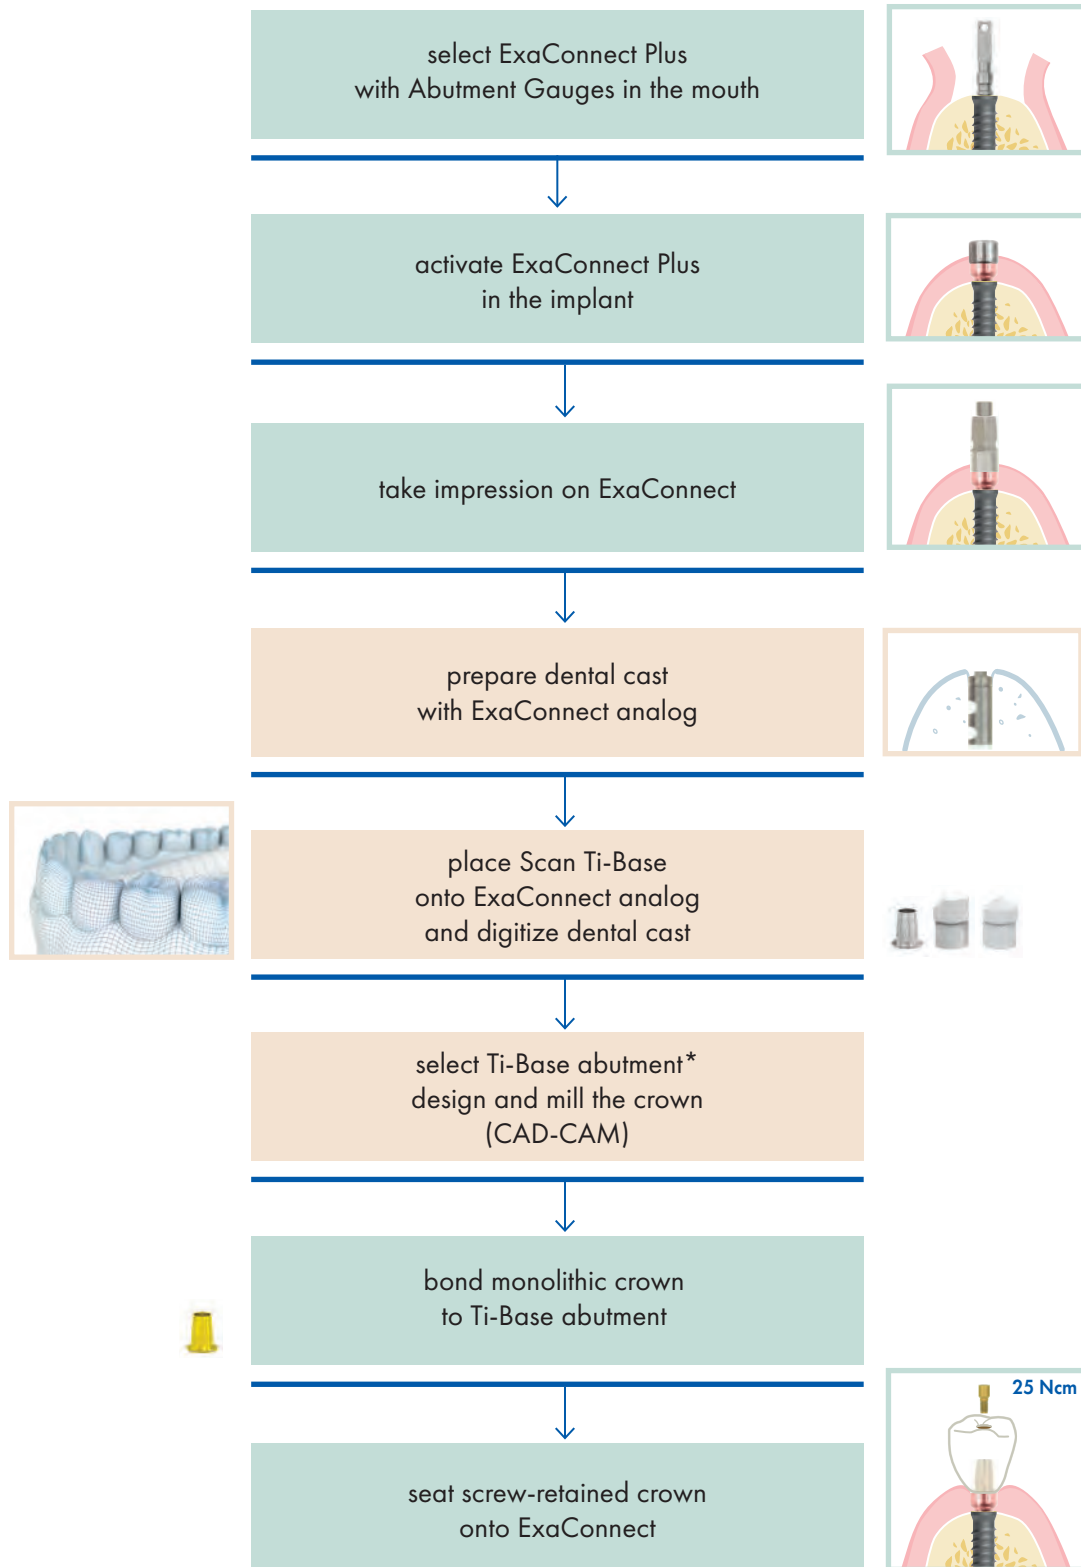 select ExaConnect Plus
with Abutment Gauges in the mouth
activate ExaConnect Plus
in the implant
take impression on ExaConnect
prepare dental cast
with ExaConnect analog
place Scan Ti-Base
onto ExaConnect analog
and digitize dental cast
select Ti-Base abutment*
design and mill the crown
(CAD-CAM)
bond monolithic crown
to Ti-Base abutment
25 Ncm
seat screw-retained crown
onto ExaConnect